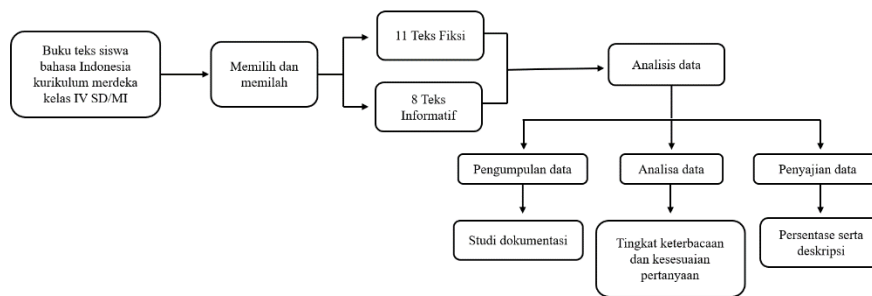 Buku teks siswa
bahasa Indonesia
kurikulum merdeka
kelas IV SD/MI
Memilih dan
memilah
11 Teks Fiksi
8 Teks
Informatif
Analisis data
Pengumpulan data
Analisa data
Penyajian data
Studi dokumentasi
Tingkat keterbacaan
dan kesesuaian
pertanyaan
Persentase serta
deskripsi